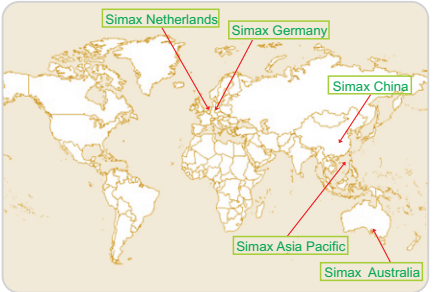 Simax Netherlands
Simax Germany
Simax China
Simax Asia Pacific
Simax Australia